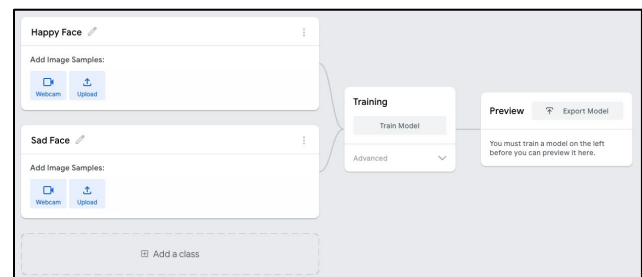 Happy Face
Add Image Samples:
Webcam
Upload
Sad Face
Add Image Samples:
Webcam
Upload
Add a class
Training
Train Model
Advanced
Preview
Export Model
You must train a model on the left
before you can preview it here.